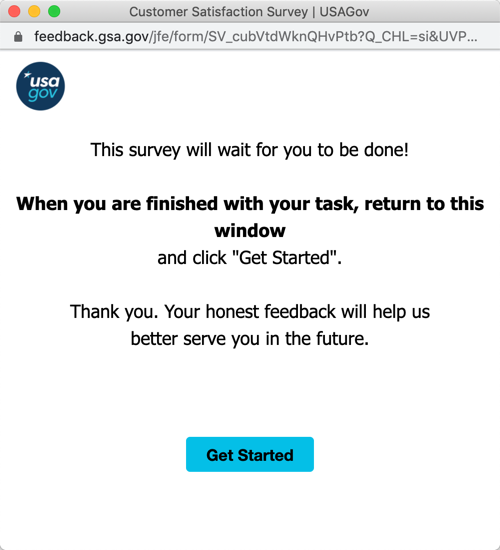 Customer Satisfaction Survey | USAGov
feedback.gsa.gov/jfe/form/SV_cubVtdWknQHvPtb?Q_CHL=si&UVP...
usa
gov
This survey will wait for you to be done!
When you are finished with your task, return to this
window
and click "Get Started".
Thank you. Your honest feedback will help us
better serve you in the future.
Get Started